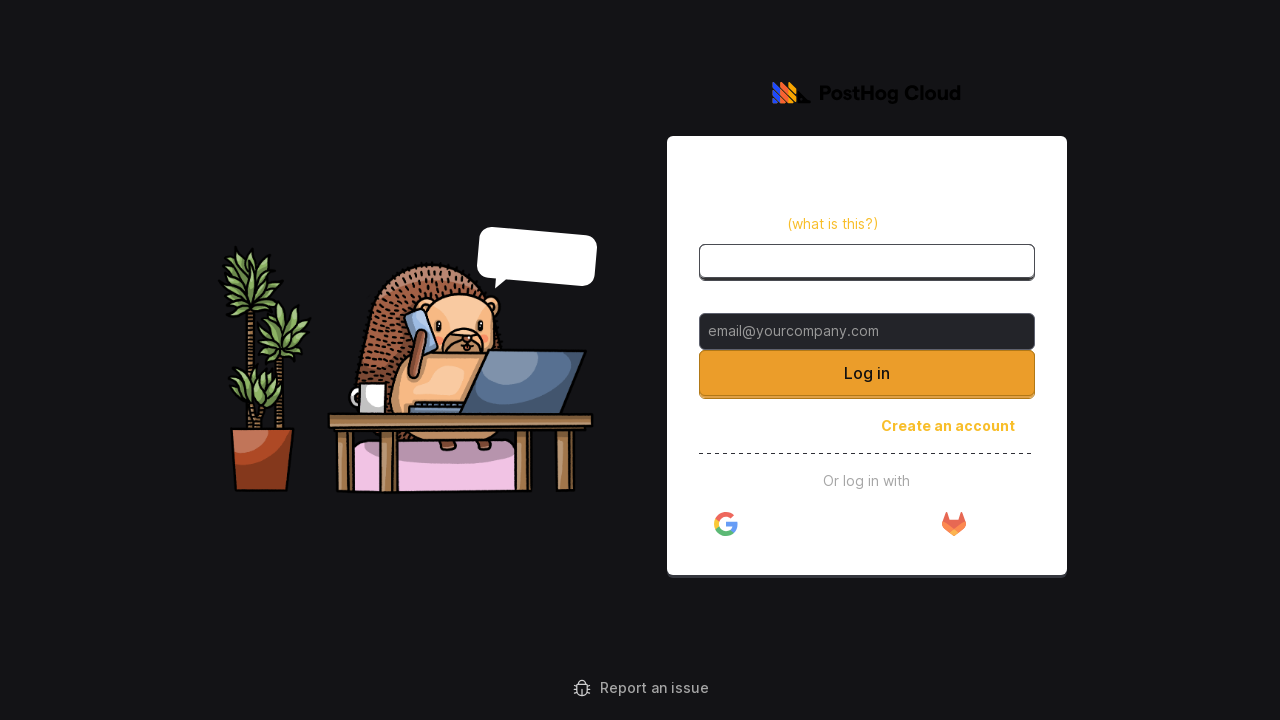 PostHog Cloud
(what is this?)
email@yourcompany.com
Log in
Create an account
Or log in with
Report an issue